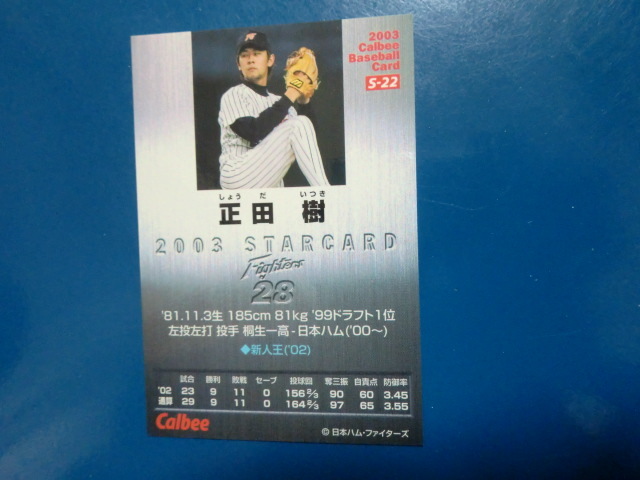 2003
Calbee
Baseball
Card
S-22
しょう だ いつき
正田 樹
2003 STARCARD
Fighters
28
'81.11.3生 185cm 81kg '99ドラフト1位
左投左打 投手 桐生一高-日本ハム('00〜)
◆新人王('02)
試合 勝利 敗戦 セーブ 投球回 奪三振 自責点 防御率
'02 23 9 11 0 156 2/3 90 60 3.45
通算 29 9 11 0 164 2/3 97 65 3.55
Calbee
© 日本ハム・ファイターズ